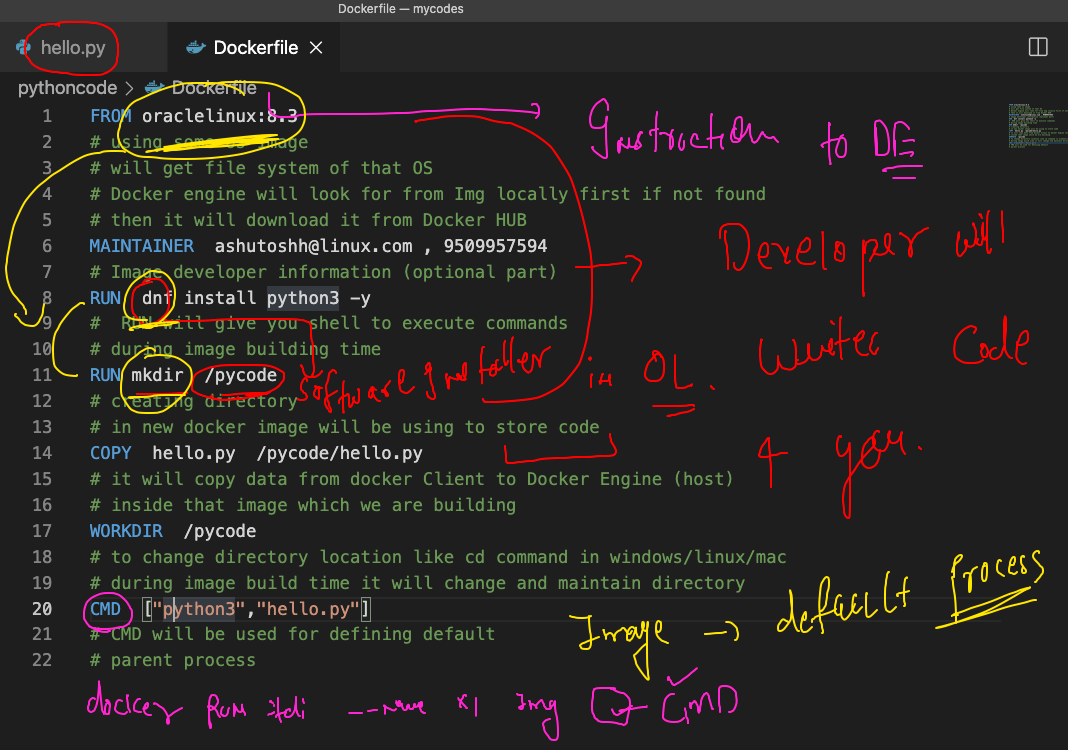 Dockerfile — mycodes
hello.py Dockerfile
pythoncode > Dockerfile
1 FROM oraclelinux:8.3
2 # using some image
3 # will get file system of that OS
4 # Docker engine will look for from Img locally first if not found
5 # then it will download it from Docker HUB
6 MAINTAINER ashutoshh@linux.com , 9509957594
7 # Image developer information (optional part)
8 RUN dnf install python3 -y
9 # RUN will give you shell to execute commands
10 # during image building time
11 RUN mkdir /pycode
12 # creating directory
13 # in new docker image will be using to store code
14 COPY hello.py /pycode/hello.py
15 # it will copy data from docker Client to Docker Engine (host)
16 # inside that image which we are building
17 WORKDIR /pycode
18 # to change directory location like cd command in windows/linux/mac
19 # during image build time it will change and maintain directory
20 CMD ["python3","hello.py"]
21 # CMD will be used for defining default
22 # parent process
Instruction to DE
Developer will
write Code
software Installer in OL.
4 year.
Image → default Process
docker run --name x1 Img CMD